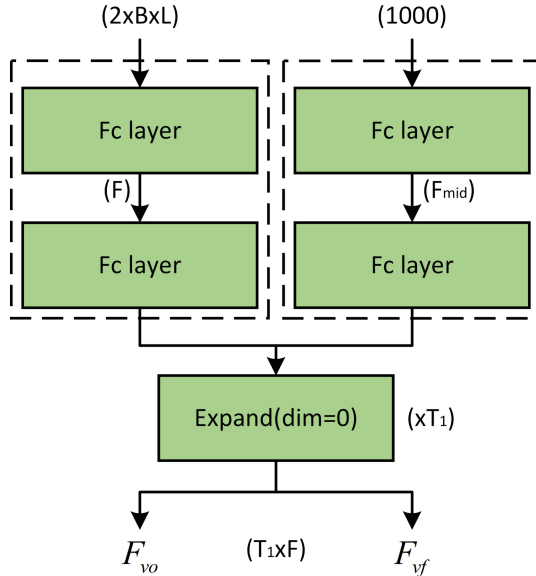 (2xBxL) (1000)
Fc layer Fc layer
(F) (Fmid)
Fc layer Fc layer
Expand(dim=0) (xT1)
Fvo (T1xF) Fvf